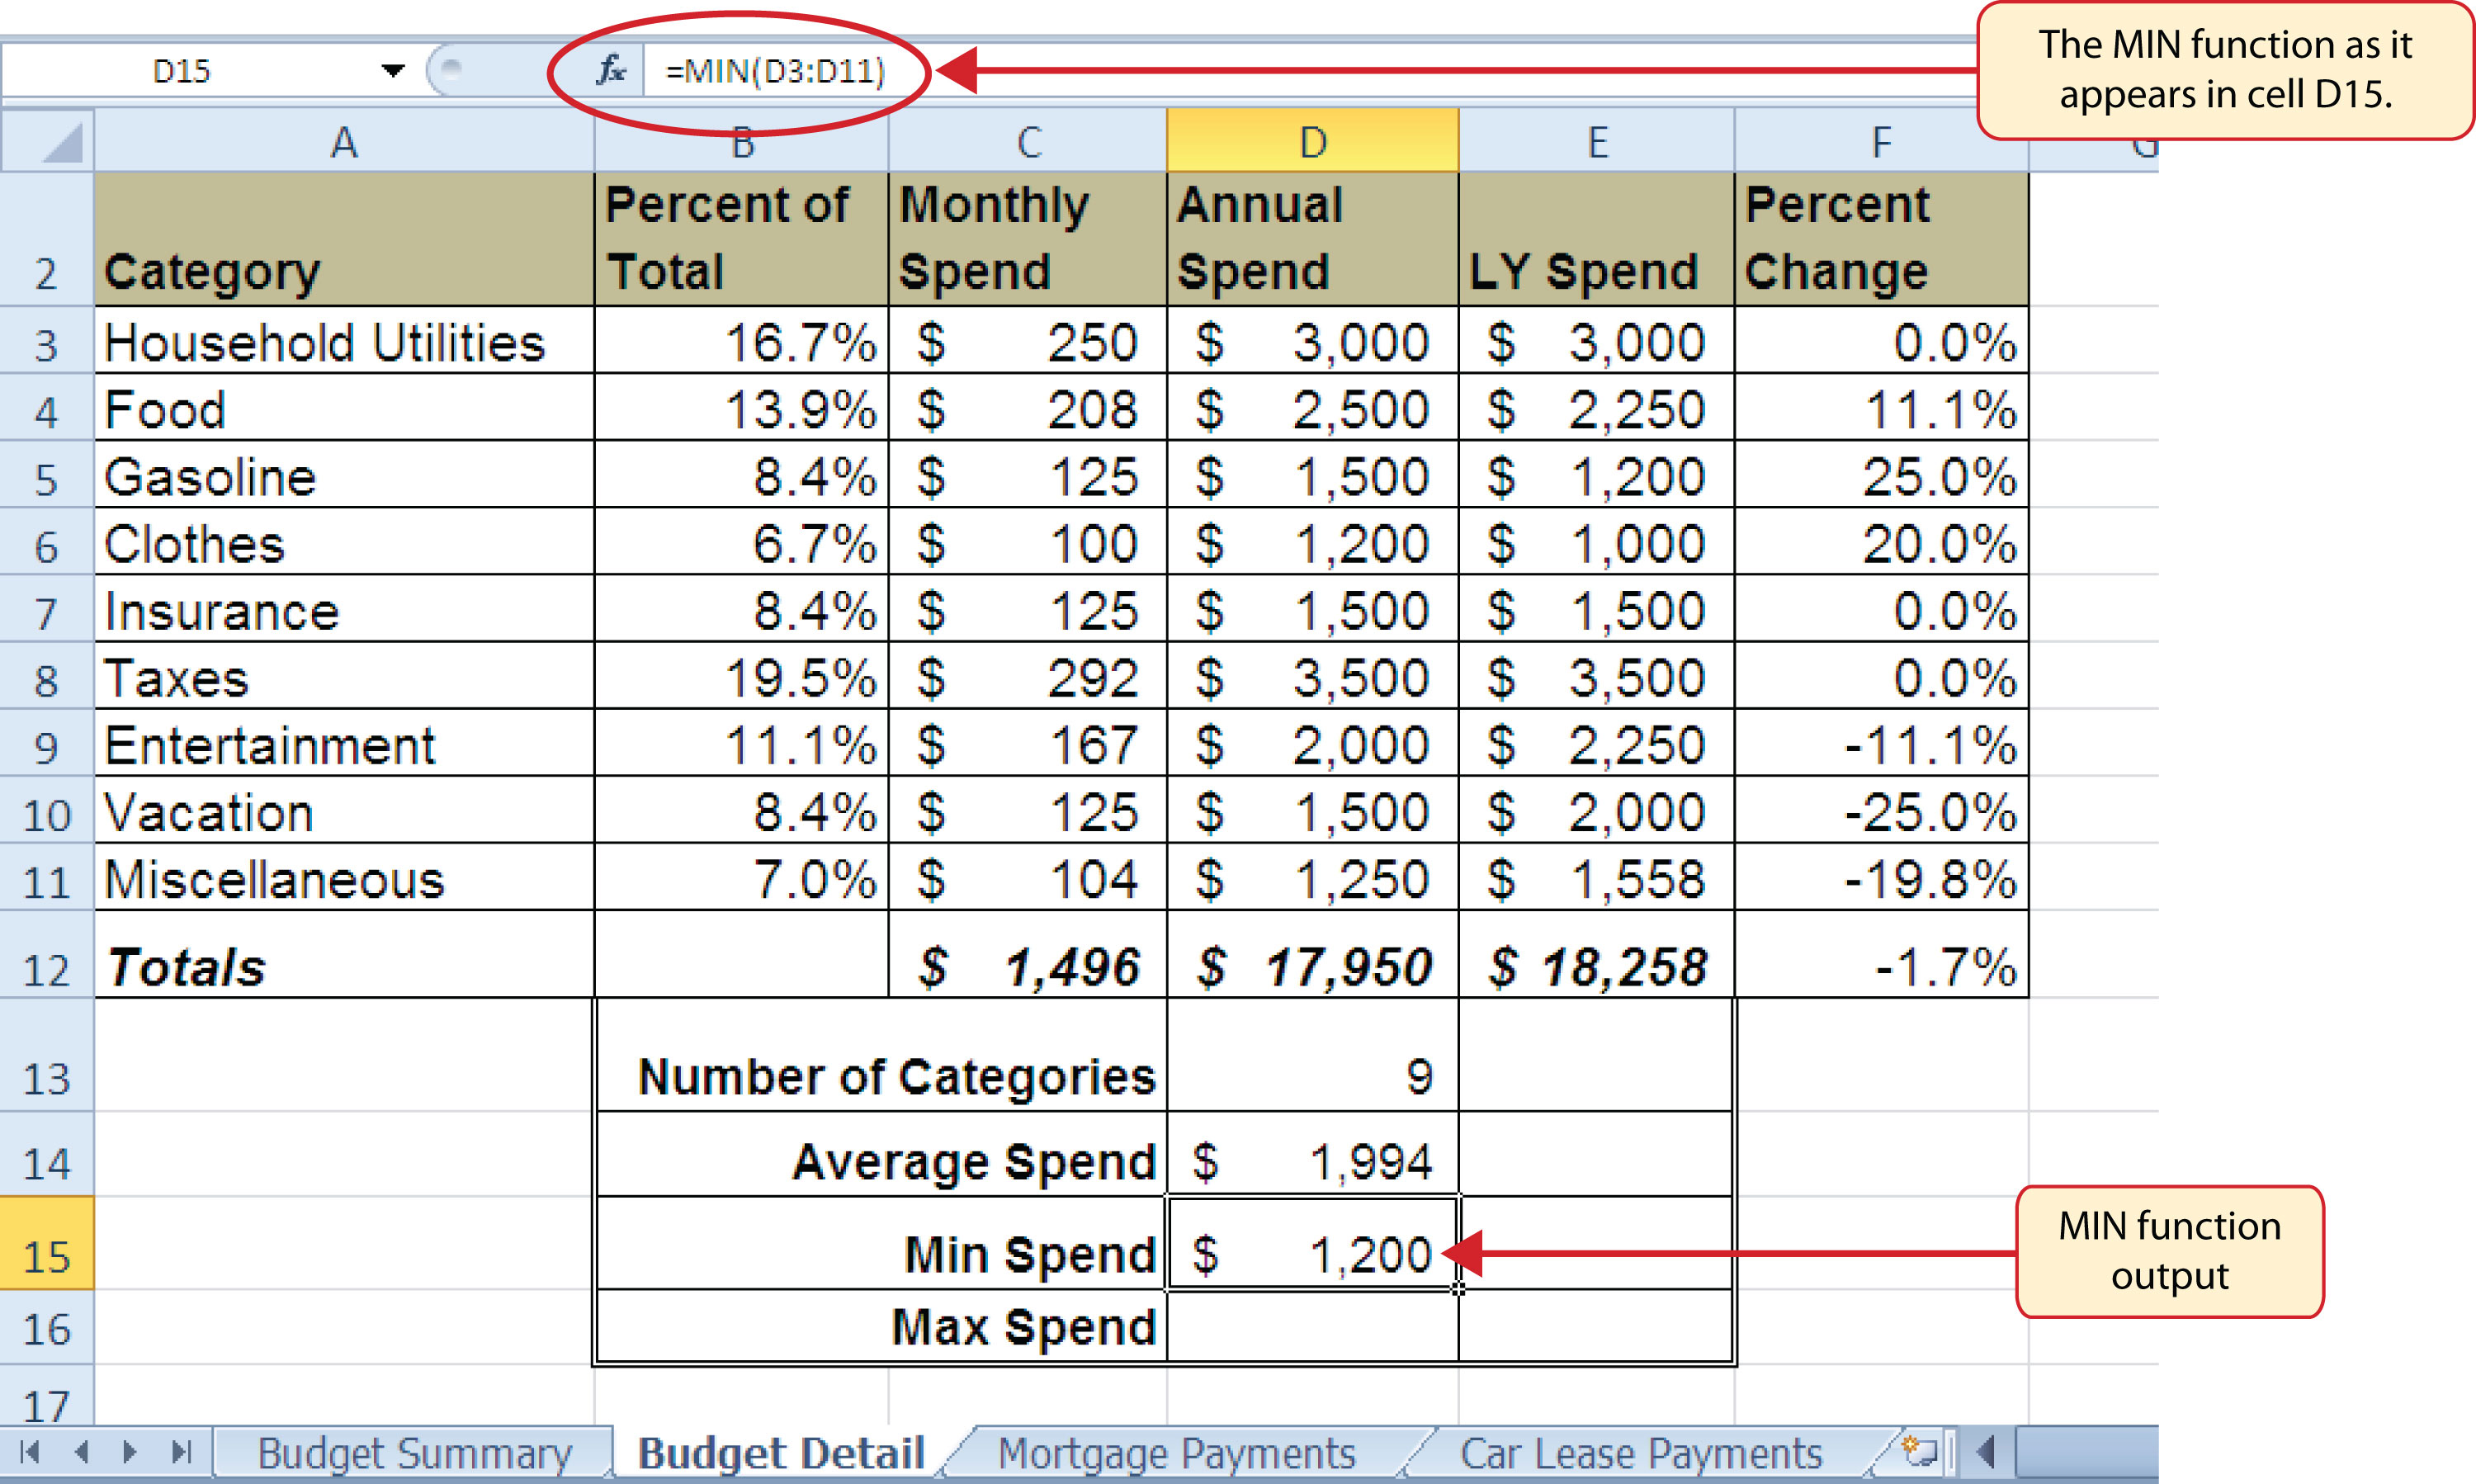 The MIN function as it
appears in cell D15.
D15 fx =MIN(D3:D11)
A B C D E F G
Percent of Monthly Annual Percent
2 Category Total Spend Spend LY Spend Change
3 Household Utilities 16.7% $ 250 $ 3,000 $ 3,000 0.0%
4 Food 13.9% $ 208 $ 2,500 $ 2,250 11.1%
5 Gasoline 8.4% $ 125 $ 1,500 $ 1,200 25.0%
6 Clothes 6.7% $ 100 $ 1,200 $ 1,000 20.0%
7 Insurance 8.4% $ 125 $ 1,500 $ 1,500 0.0%
8 Taxes 19.5% $ 292 $ 3,500 $ 3,500 0.0%
9 Entertainment 11.1% $ 167 $ 2,000 $ 2,250 -11.1%
10 Vacation 8.4% $ 125 $ 1,500 $ 2,000 -25.0%
11 Miscellaneous 7.0% $ 104 $ 1,250 $ 1,558 -19.8%
12 Totals $ 1,496 $ 17,950 $ 18,258 -1.7%
13 Number of Categories 9
14 Average Spend $ 1,994
15 Min Spend $ 1,200
MIN function
output
16 Max Spend
17
Budget Summary Budget Detail Mortgage Payments Car Lease Payments